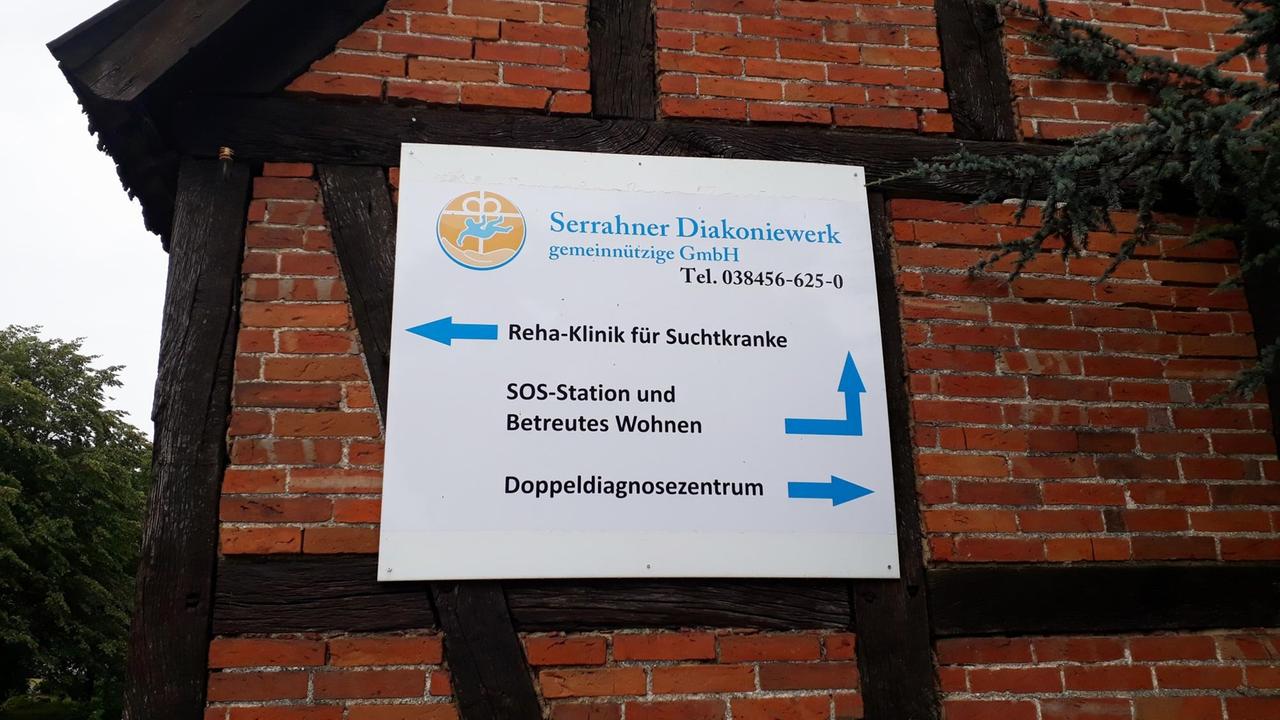 Serrahner Diakoniewerk
gemeinnützige GmbH
Tel. 038456-625-0
Reha-Klinik für Suchtkranke
SOS-Station und
Betreutes Wohnen
Doppeldiagnosezentrum